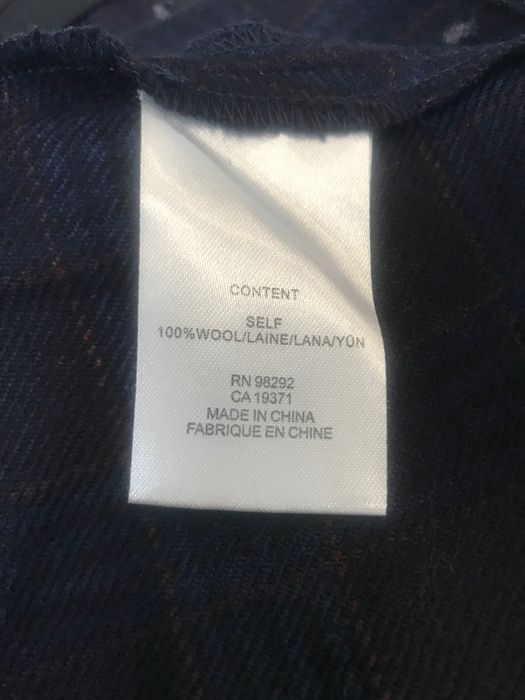 CONTENT
SELF
100%WOOL/LAINE/LANA/YÜN
RN 98292
CA 19371
MADE IN CHINA
FABRIQUE EN CHINE